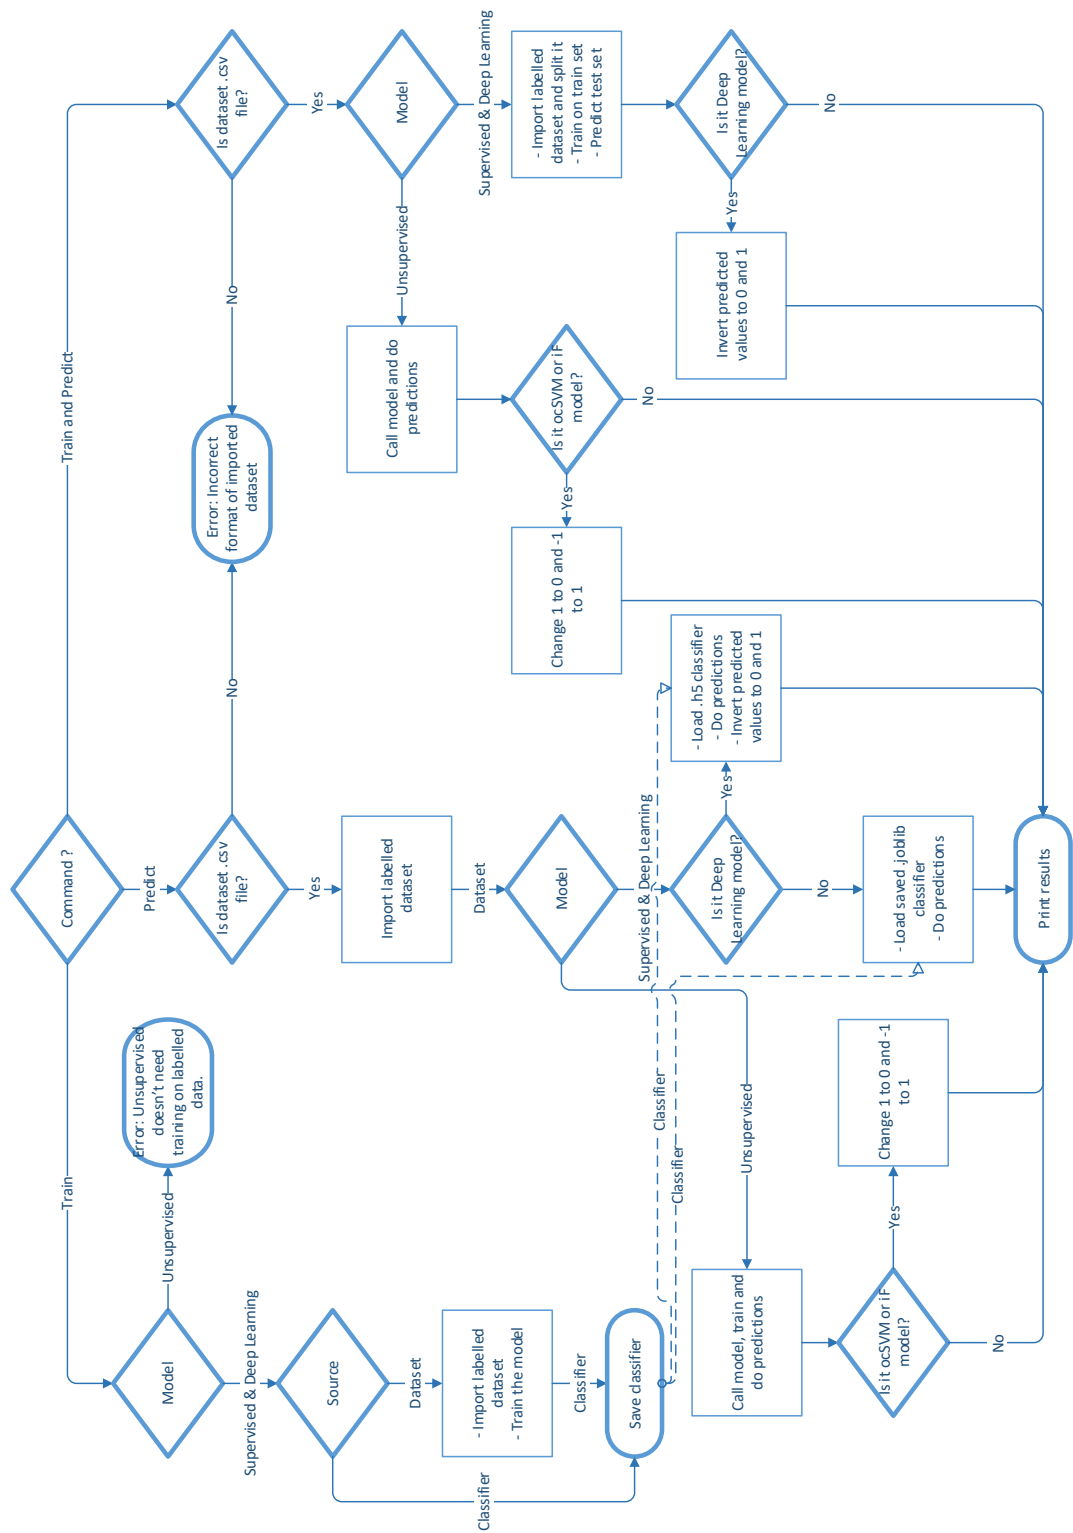 Command ?
Train
Predict
Train and Predict
Model
Unsupervised
Error: Unsupervised
doesn't need
training on labelled
data.
Supervised & Deep Learning
Source
Dataset
- Import labelled
dataset
- Train the model
Classifier
Classifier
Save classifier
Classifier
Classifier
Is dataset .csv
file?
No
Error: Incorrect
format of imported
dataset
Yes
Import labelled
dataset
Dataset
Model
Supervised & Deep Learning
Unsupervised
Is it Deep
Learning model?
Yes
- Load .h5 classifier
- Do predictions
- Invert predicted
values to 0 and 1
No
- Load saved .joblib
classifier
- Do predictions
Call model, train and
do predictions
Is it ocSVM or iF
model?
Yes
Change 1 to 0 and -1
to 1
No
Print results
Is dataset .csv
file?
No
Yes
Model
Unsupervised
Call model and do
predictions
Is it ocSVM or iF
model?
Yes
Change 1 to 0 and -1
to 1
No
Supervised & Deep Learning
- Import labelled
dataset and split it
- Train on train set
- Predict test set
Is it Deep
Learning model?
Yes
Invert predicted
values to 0 and 1
No